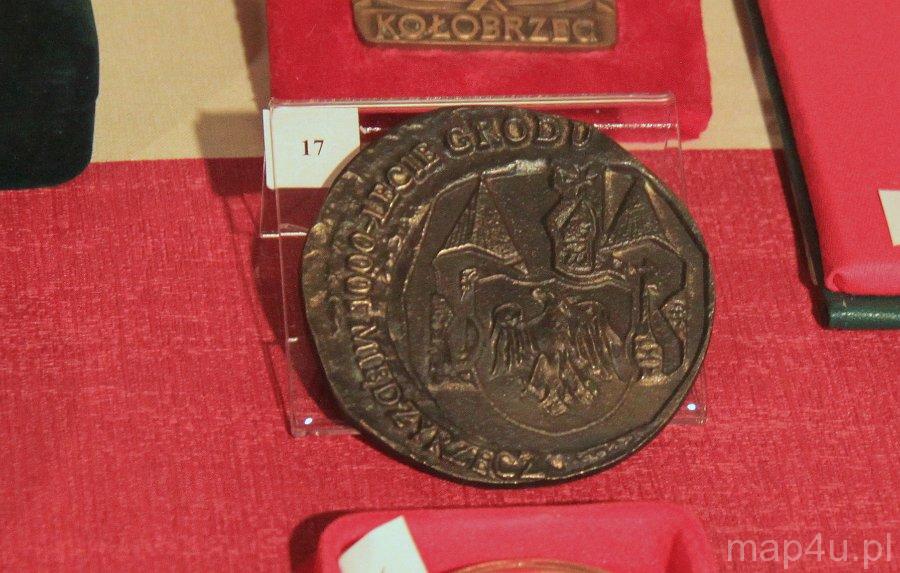 KOŁOBRZEG
17
1000-LECIE GRODU
MIĘDZYRZECZ
map4u.pl